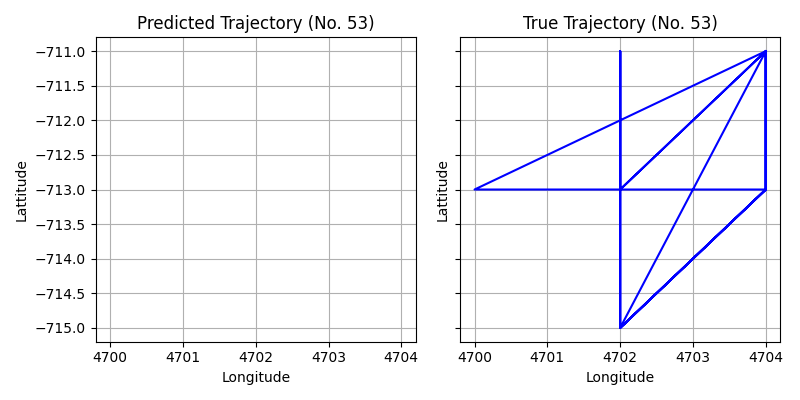 Predicted Trajectory (No. 53)
True Trajectory (No. 53)
−711.0
−711.5
−712.0
−712.5
−713.0
−713.5
−714.0
−714.5
−715.0
Lattitude
Lattitude
4700 4701 4702 4703 4704
4700 4701 4702 4703 4704
Longitude
Longitude